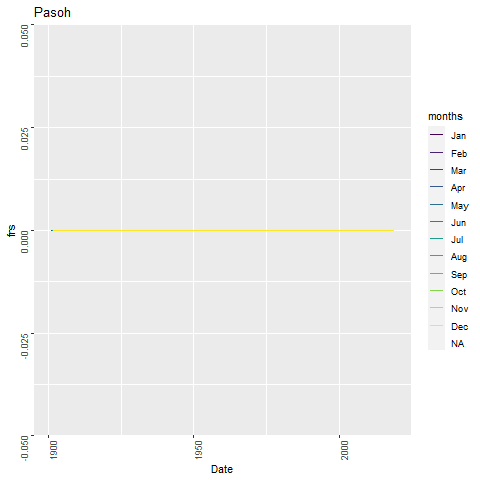 Pasoh
0.050
0.025
0.000
-0.025
-0.050
frs
1900
1950
2000
Date
months
Jan
Feb
Mar
Apr
May
Jun
Jul
Aug
Sep
Oct
Nov
Dec
NA